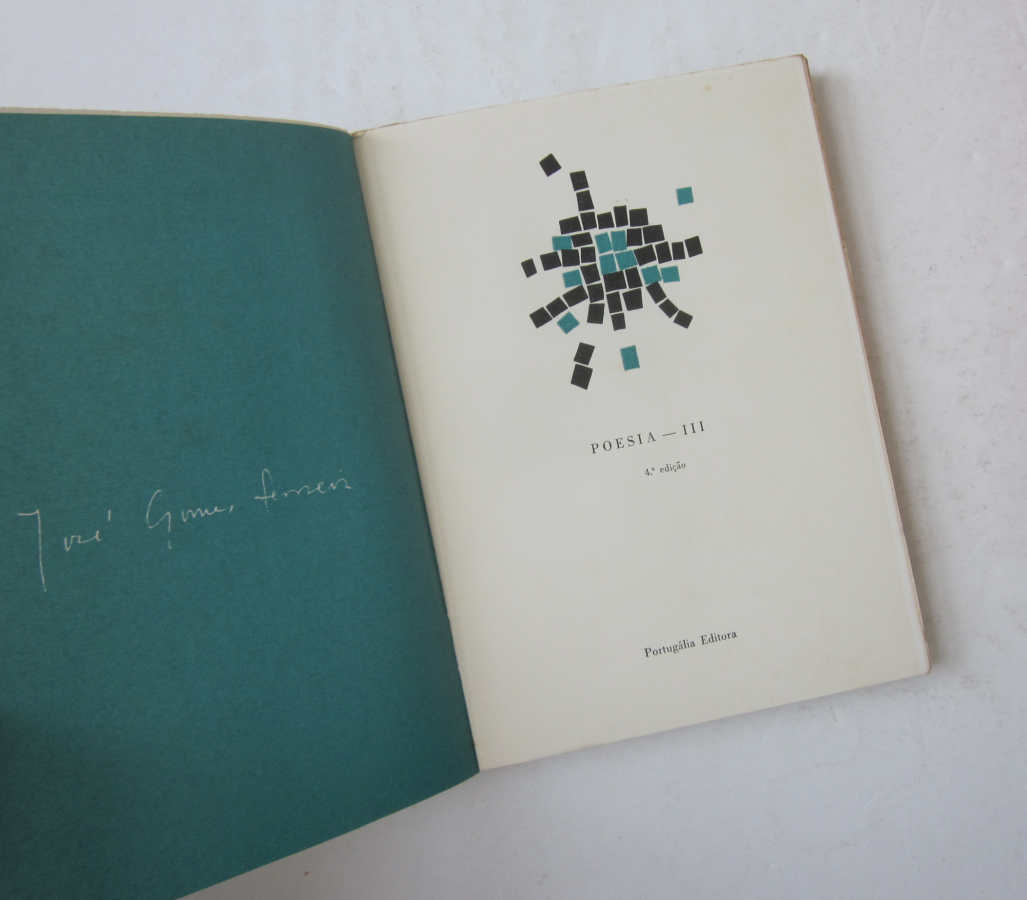 José Gomes Ferreira
POESIA — III
4.ª edição
Portugália Editora